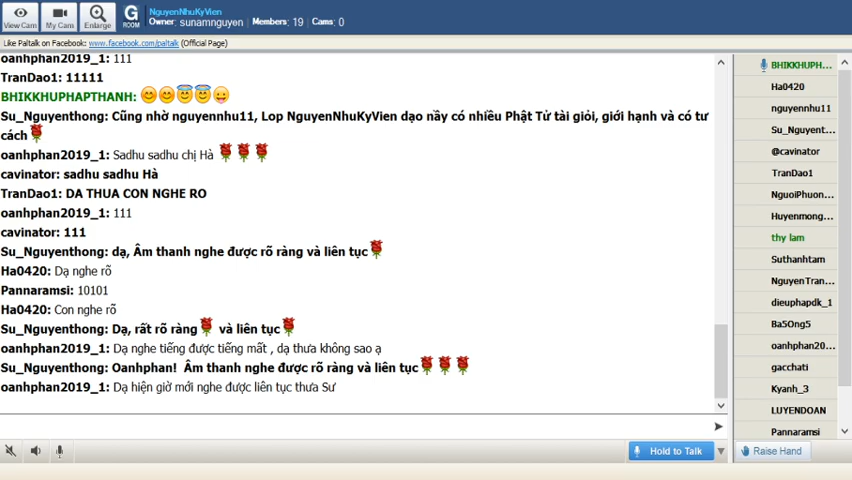 NguyenNhuKyVien
Owner: sunamnguyen Members: 19 Cams: 0
View Cam
My Cam
Enlarge
G
ROOM
Like Paltalk on Facebook: www.facebook.com/paltalk (Official Page)
oanhphan2019_1: 111
TranDao1: 11111
BHIKKHUPHAPTHANH:
Su_Nguyenthong: Cũng nhờ nguyennhu11, Lop NguyenNhuKyVien dạo nầy có nhiều Phật Tử tài giỏi, giới hạnh và có tư
cách
oanhphan2019_1: Sadhu sadhu chị Hà
cavinator: sadhu sadhu Hà
TranDao1: DA THUA CON NGHE RO
oanhphan2019_1: 111
cavinator: 111
Su_Nguyenthong: dạ, Âm thanh nghe được rõ ràng và liên tục
Ha0420: Dạ nghe rõ
Pannaramsi: 10101
Ha0420: Con nghe rõ
Su_Nguyenthong: Dạ, rất rõ ràng và liên tục
oanhphan2019_1: Dạ nghe tiếng được tiếng mất , dạ thưa không sao ạ
Su_Nguyenthong: Oanhphan! Âm thanh nghe được rõ ràng và liên tục
oanhphan2019_1: Dạ hiện giờ mới nghe được liên tục thưa Sư
Hold to Talk
BHIKKHUPH...
Ha0420
nguyennhu11
Su_Nguyent...
@cavinator
TranDao1
NguoiPhuon...
Huyenmong...
thy lam
Suthanhtam
NguyenTran...
dieuphapdk_1
Ba5Ong5
oanhphan20...
gacchati
Kyanh_3
LUYENDOAN
Pannaramsi
Raise Hand